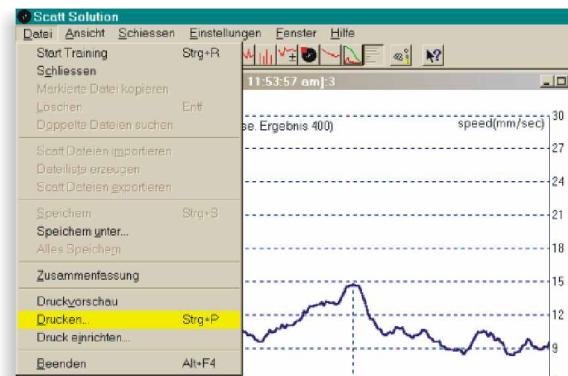 Scatt Solution
Datei Ansicht Schiessen Einstellungen Fenster Hilfe
Start Training Strg+R
Schliessen
Markierte Datei kopieren
Löschen Entf
Doppelte Dateien suchen
Scatt Dateien importieren
Dateiliste erzeugen
Scatt Dateien exportieren
Speichern Strg+S
Speichern unter...
Alles Speichern
Zusammenfassung
Druckvorschau
Drucken... Strg+P
Druck einrichten...
Beenden Alt+F4
11:53:57 am]:3
se. Ergebnis 400)
speed(mm/sec)
30
27
24
21
18
15
12
9